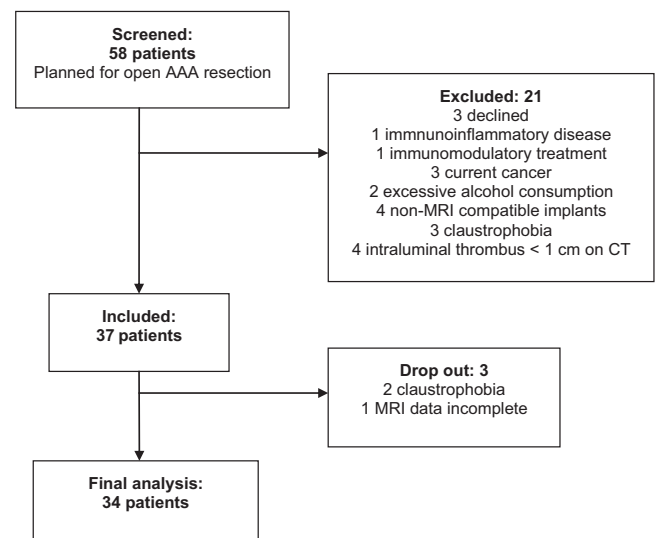 Screened:
58 patients
Planned for open AAA resection
Excluded: 21
3 declined
1 immnunoinflammatory disease
1 immunomodulatory treatment
3 current cancer
2 excessive alcohol consumption
4 non-MRI compatible implants
3 claustrophobia
4 intraluminal thrombus < 1 cm on CT
Included:
37 patients
Drop out: 3
2 claustrophobia
1 MRI data incomplete
Final analysis:
34 patients